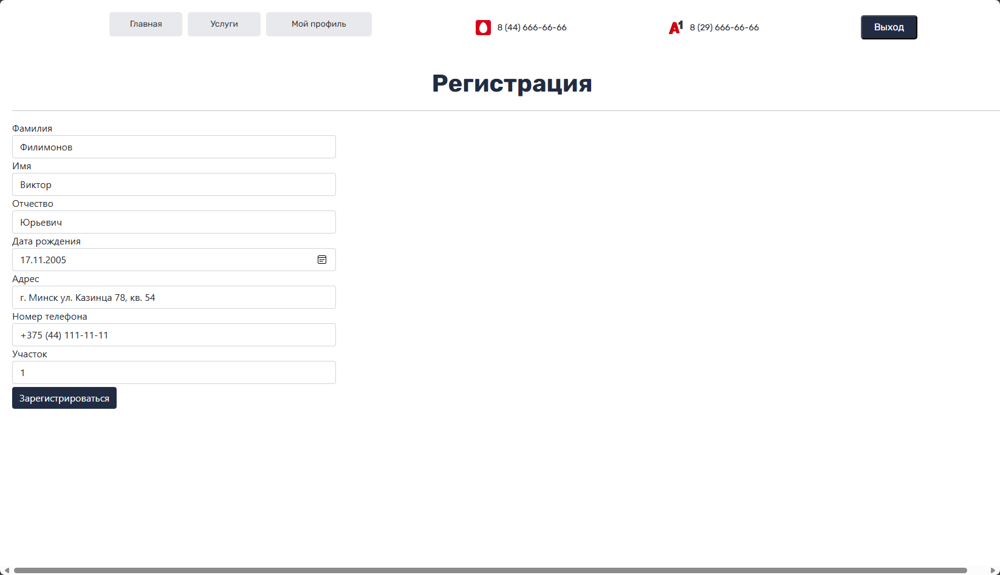 Главная Услуги Мой профиль 8 (44) 666-66-66 A1 8 (29) 666-66-66 Выход
Регистрация
Фамилия
Филимонов
Имя
Виктор
Отчество
Юрьевич
Дата рождения
17.11.2005
Адрес
г. Минск ул. Казинца 78, кв. 54
Номер телефона
+375 (44) 111-11-11
Участок
1
Зарегистрироваться